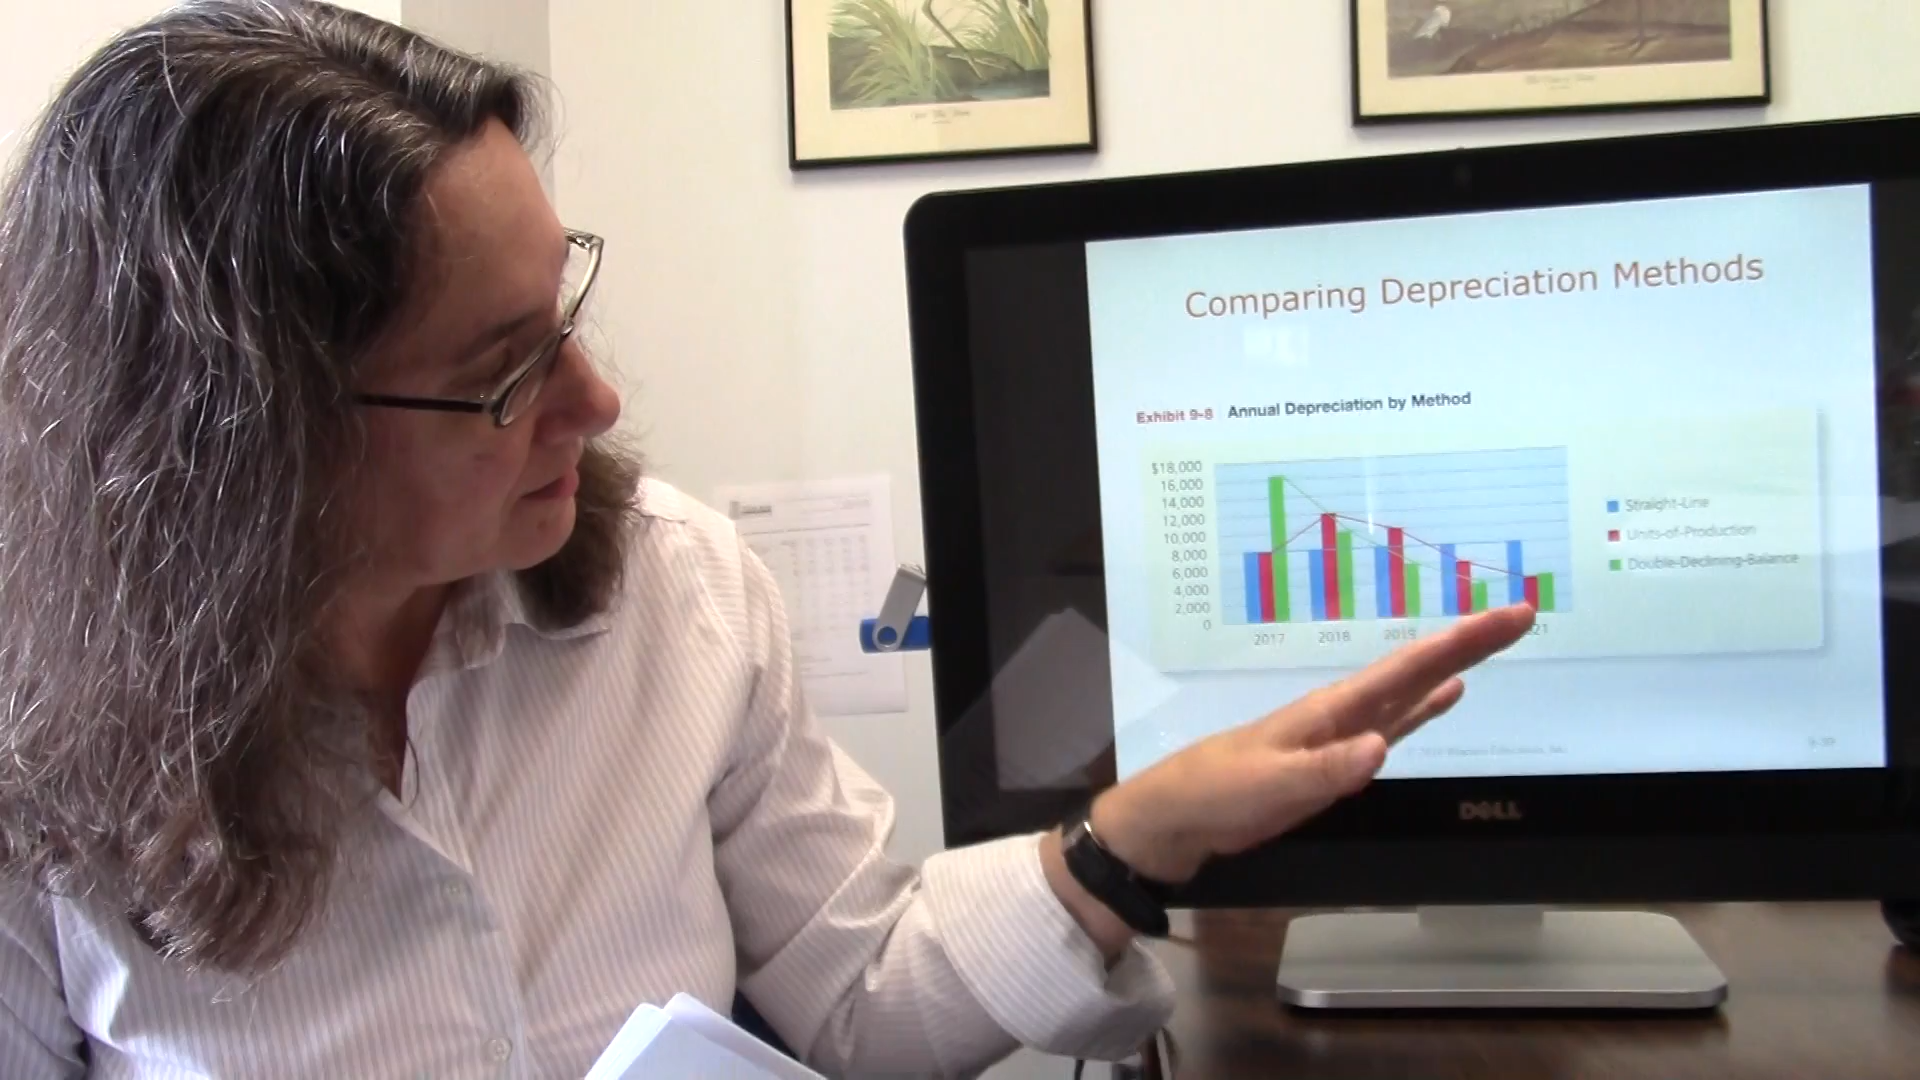 Comparing Depreciation Methods
Exhibit 9-8 Annual Depreciation by Method
$18,000
16,000
14,000
12,000
10,000
8,000
6,000
4,000
2,000
0
2017 2018 2019 21
Straight-Line
Units-of-Production
Double-Declining-Balance
DELL